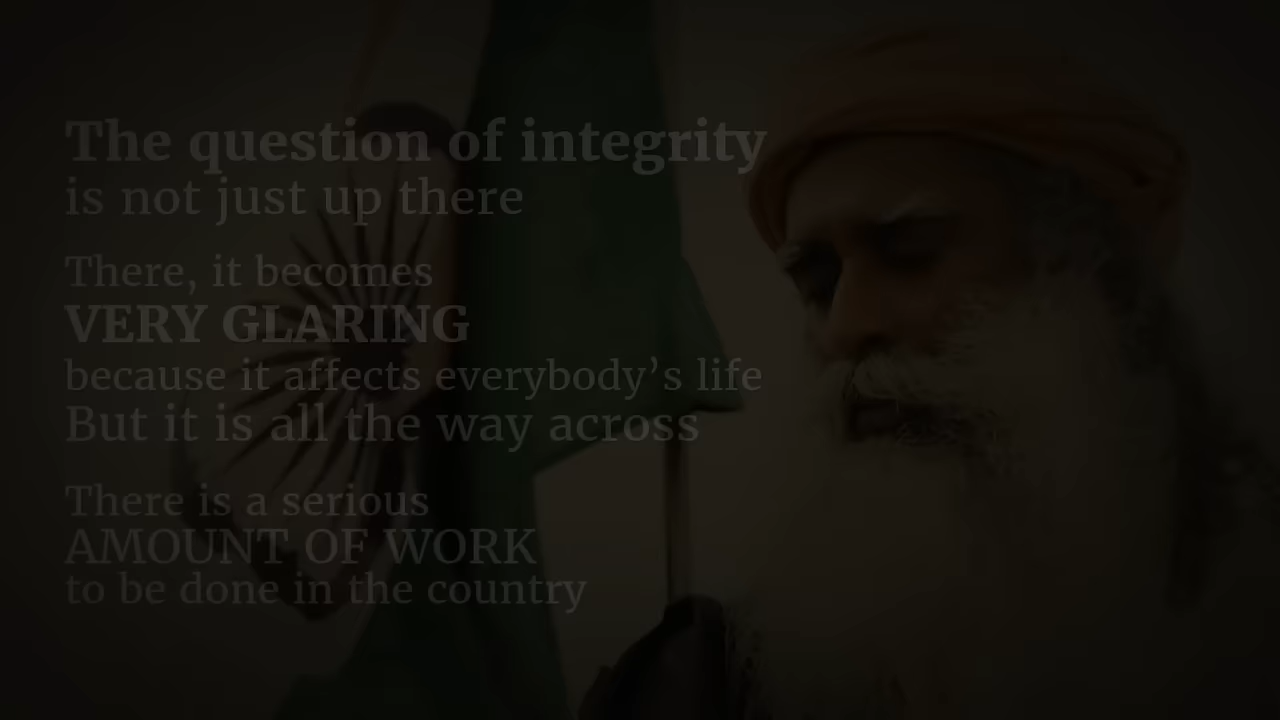 The question of integrity
is not just up there
There, it becomes
VERY GLARING
because it affects everybody’s life
But it is all the way across
There is a serious
AMOUNT OF WORK
to be done in the country